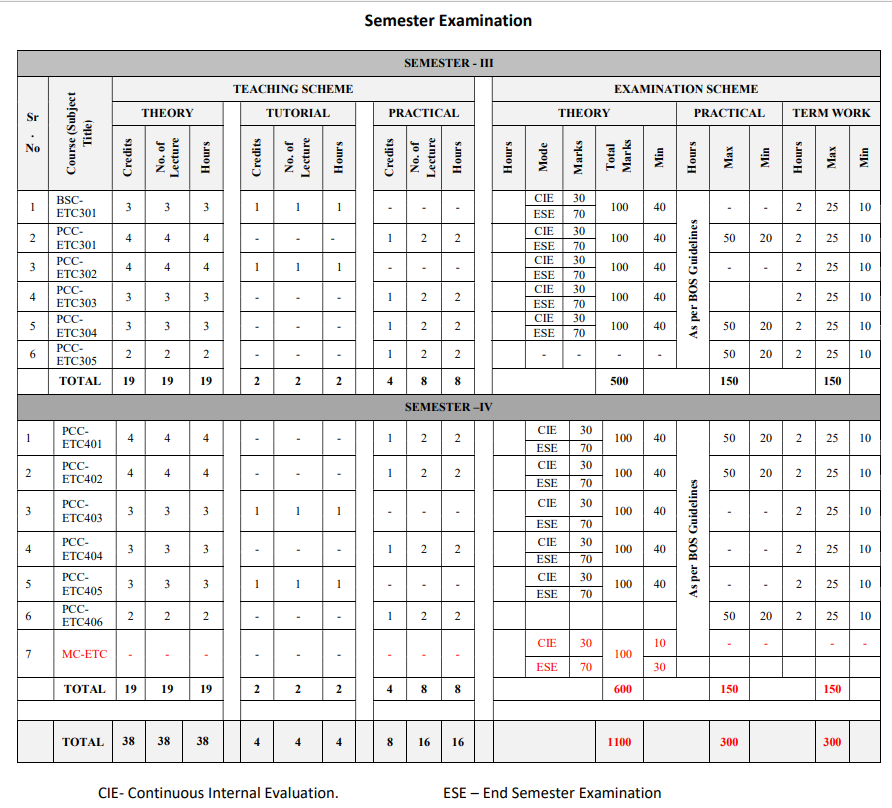 Semester Examination
SEMESTER - III
TEACHING SCHEME EXAMINATION SCHEME
Sr . No Course (Subject Title) THEORY TUTORIAL PRACTICAL THEORY PRACTICAL TERM WORK
Credits No. of Lecture Hours Credits No. of Lecture Hours Credits No. of Lecture Hours Hours Mode Marks Total Marks Min Hours Max Min Hours Max Min
1 BSC-ETC301 3 3 3 1 1 1 - - - CIE 30 100 40 As per BOS Guidelines - - 2 25 10
ESE 70
2 PCC-ETC301 4 4 4 - - - 1 2 2 CIE 30 100 40 50 20 2 25 10
ESE 70
3 PCC-ETC302 4 4 4 1 1 1 - - - CIE 30 100 40 - - 2 25 10
ESE 70
4 PCC-ETC303 3 3 3 - - - 1 2 2 CIE 30 100 40 2 25 10
ESE 70
5 PCC-ETC304 3 3 3 - - - 1 2 2 CIE 30 100 40 50 20 2 25 10
ESE 70
6 PCC-ETC305 2 2 2 - - - 1 2 2 - - - - 50 20 2 25 10
TOTAL 19 19 19 2 2 2 4 8 8 500 150 150
SEMESTER –IV
1 PCC-ETC401 4 4 4 - - - 1 2 2 CIE 30 100 40 As per BOS Guidelines 50 20 2 25 10
ESE 70
2 PCC-ETC402 4 4 4 - - - 1 2 2 CIE 30 100 40 50 20 2 25 10
ESE 70
3 PCC-ETC403 3 3 3 1 1 1 - - - CIE 30 100 40 - - 2 25 10
ESE 70
4 PCC-ETC404 3 3 3 - - - 1 2 2 CIE 30 100 40 - - 2 25 10
ESE 70
5 PCC-ETC405 3 3 3 1 1 1 - - - CIE 30 100 40 - - 2 25 10
ESE 70
6 PCC-ETC406 2 2 2 - - - 1 2 2 50 20 2 25 10
7 MC-ETC - - - - - - - - - CIE 30 100 10 - - - -
ESE 70 30
TOTAL 19 19 19 2 2 2 4 8 8 600 150 150
TOTAL 38 38 38 4 4 4 8 16 16 1100 300 300
CIE- Continuous Internal Evaluation. ESE – End Semester Examination